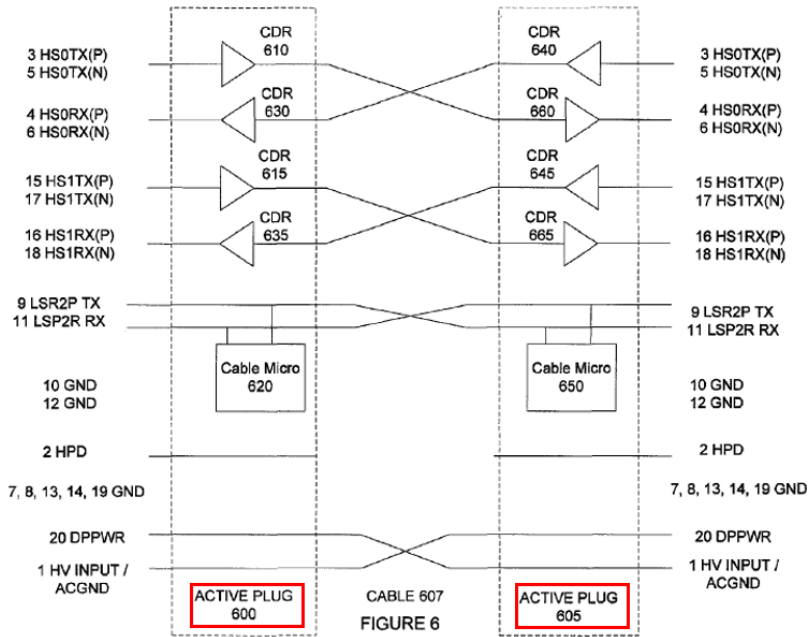 CDR
610
CDR
640
3 HS0TX(P)
5 HS0TX(N)
3 HS0TX(P)
5 HS0TX(N)
CDR
630
CDR
660
4 HS0RX(P)
6 HS0RX(N)
4 HS0RX(P)
6 HS0RX(N)
CDR
615
CDR
645
15 HS1TX(P)
17 HS1TX(N)
15 HS1TX(P)
17 HS1TX(N)
CDR
635
CDR
665
16 HS1RX(P)
18 HS1RX(N)
16 HS1RX(P)
18 HS1RX(N)
9 LSR2P TX
11 LSP2R RX
9 LSR2P TX
11 LSP2R RX
Cable Micro
620
Cable Micro
650
10 GND
12 GND
10 GND
12 GND
2 HPD
2 HPD
7, 8, 13, 14, 19 GND
7, 8, 13, 14, 19 GND
20 DPPWR
20 DPPWR
1 HV INPUT /
ACGND
1 HV INPUT /
ACGND
ACTIVE PLUG
600
CABLE 607
ACTIVE PLUG
605
FIGURE 6